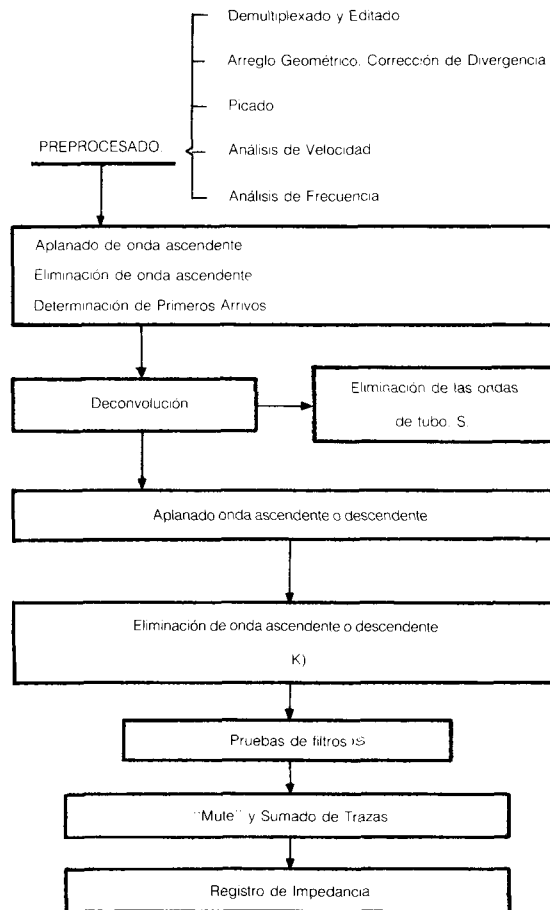 Demultiplexado y Editado
Arreglo Geométrico. Corrección de Divergencia
Picado
PREPROCESADO.
Análisis de Velocidad
Análisis de Frecuencia
Aplanado de onda ascendente
Eliminación de onda ascendente
Determinación de Primeros Arrivos
Deconvolución
Eliminación de las ondas
de tubo. S.
Aplanado onda ascendente o descendente
Eliminación de onda ascendente o descendente
K)
Pruebas de filtros
"Mute" y Sumado de Trazas
Registro de Impedancia